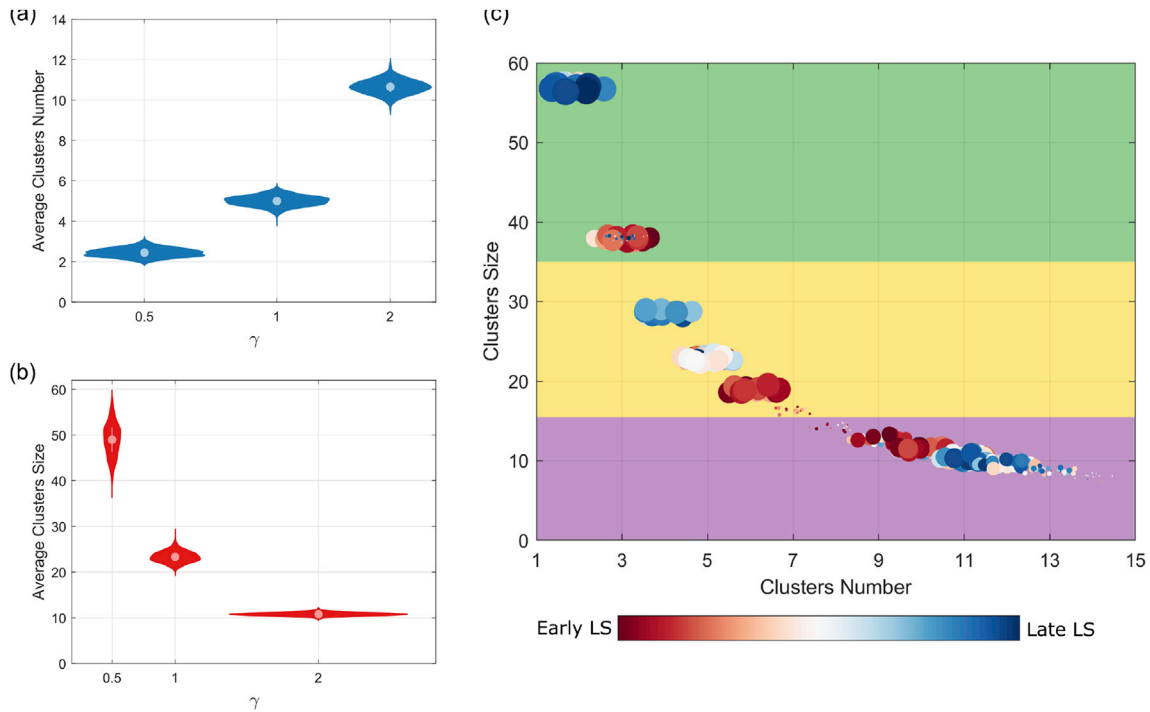 (a)
Average Clusters Number
14
12
10
8
6
4
2
0
0.5 1 2
γ
(b)
Average Clusters Size
60
50
40
30
20
10
0
0.5 1 2
γ
(c)
Clusters Size
60
50
40
30
20
10
0
1 3 5 7 9 11 13 15
Clusters Number
Early LS Late LS